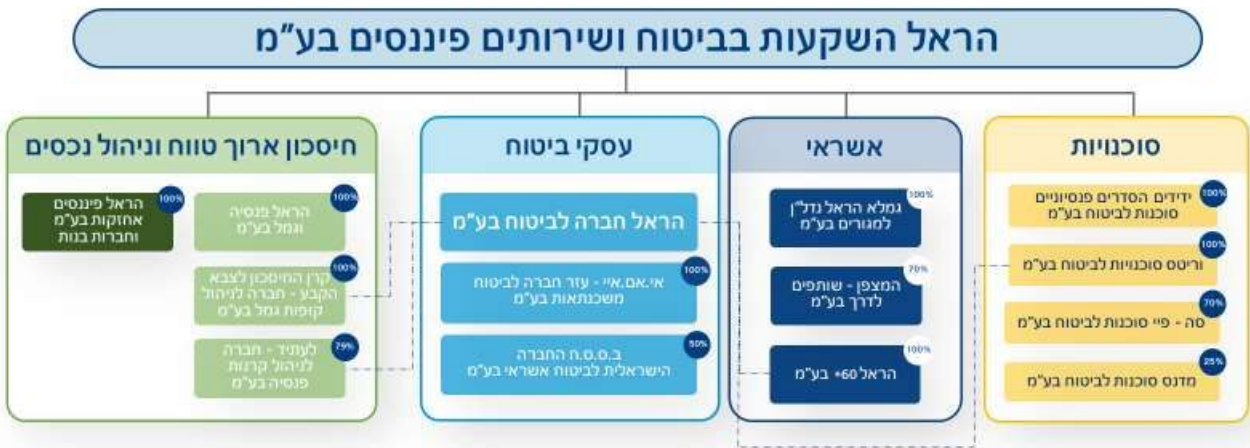 הראל השקעות בביטוח ושירותים פיננסים בע"מ
סוכנויות
100%
ידידים הסדרים פנסיוניים
סוכנות לביטוח בע"מ
100%
וריטס סוכנויות לביטוח בע"מ
70%
סה - פיי סוכנות לביטוח בע"מ
25%
מדנס סוכנות לביטוח בע"מ
אשראי
100%
גמלא הראל נדל"ן
למגורים בע"מ
70%
המצפן - שותפים
לדרך בע"מ
100%
הראל 60+ בע"מ
עסקי ביטוח
הראל חברה לביטוח בע"מ
100%
אי.אם.איי - עזר חברה לביטוח
משכנתאות בע"מ
50%
ב.ס.ס.ח החברה
הישראלית לביטוח אשראי בע"מ
חיסכון ארוך טווח וניהול נכסים
100%
הראל פנסיה
וגמל בע"מ
100%
קרן החיסכון לצבא
הקבע - חברה לניהול
קופות גמל בע"מ
79%
לעתיד - חברה
לניהול קרנות
פנסיה בע"מ
100%
הראל פיננסים
אחזקות בע"מ
וחברות בנות